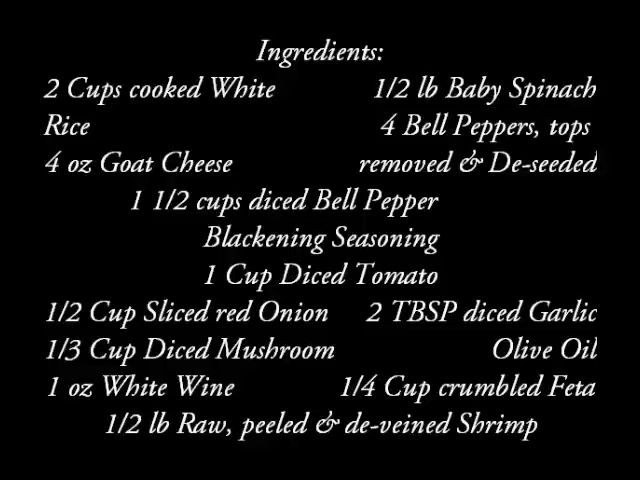 Ingredients:
2 Cups cooked White 1/2 lb Baby Spinach
Rice 4 Bell Peppers, tops
4 oz Goat Cheese removed & De-seeded
1 1/2 cups diced Bell Pepper
Blackening Seasoning
1 Cup Diced Tomato
1/2 Cup Sliced red Onion 2 TBSP diced Garlic
1/3 Cup Diced Mushroom Olive Oil
1 oz White Wine 1/4 Cup crumbled Feta
1/2 lb Raw, peeled & de-veined Shrimp